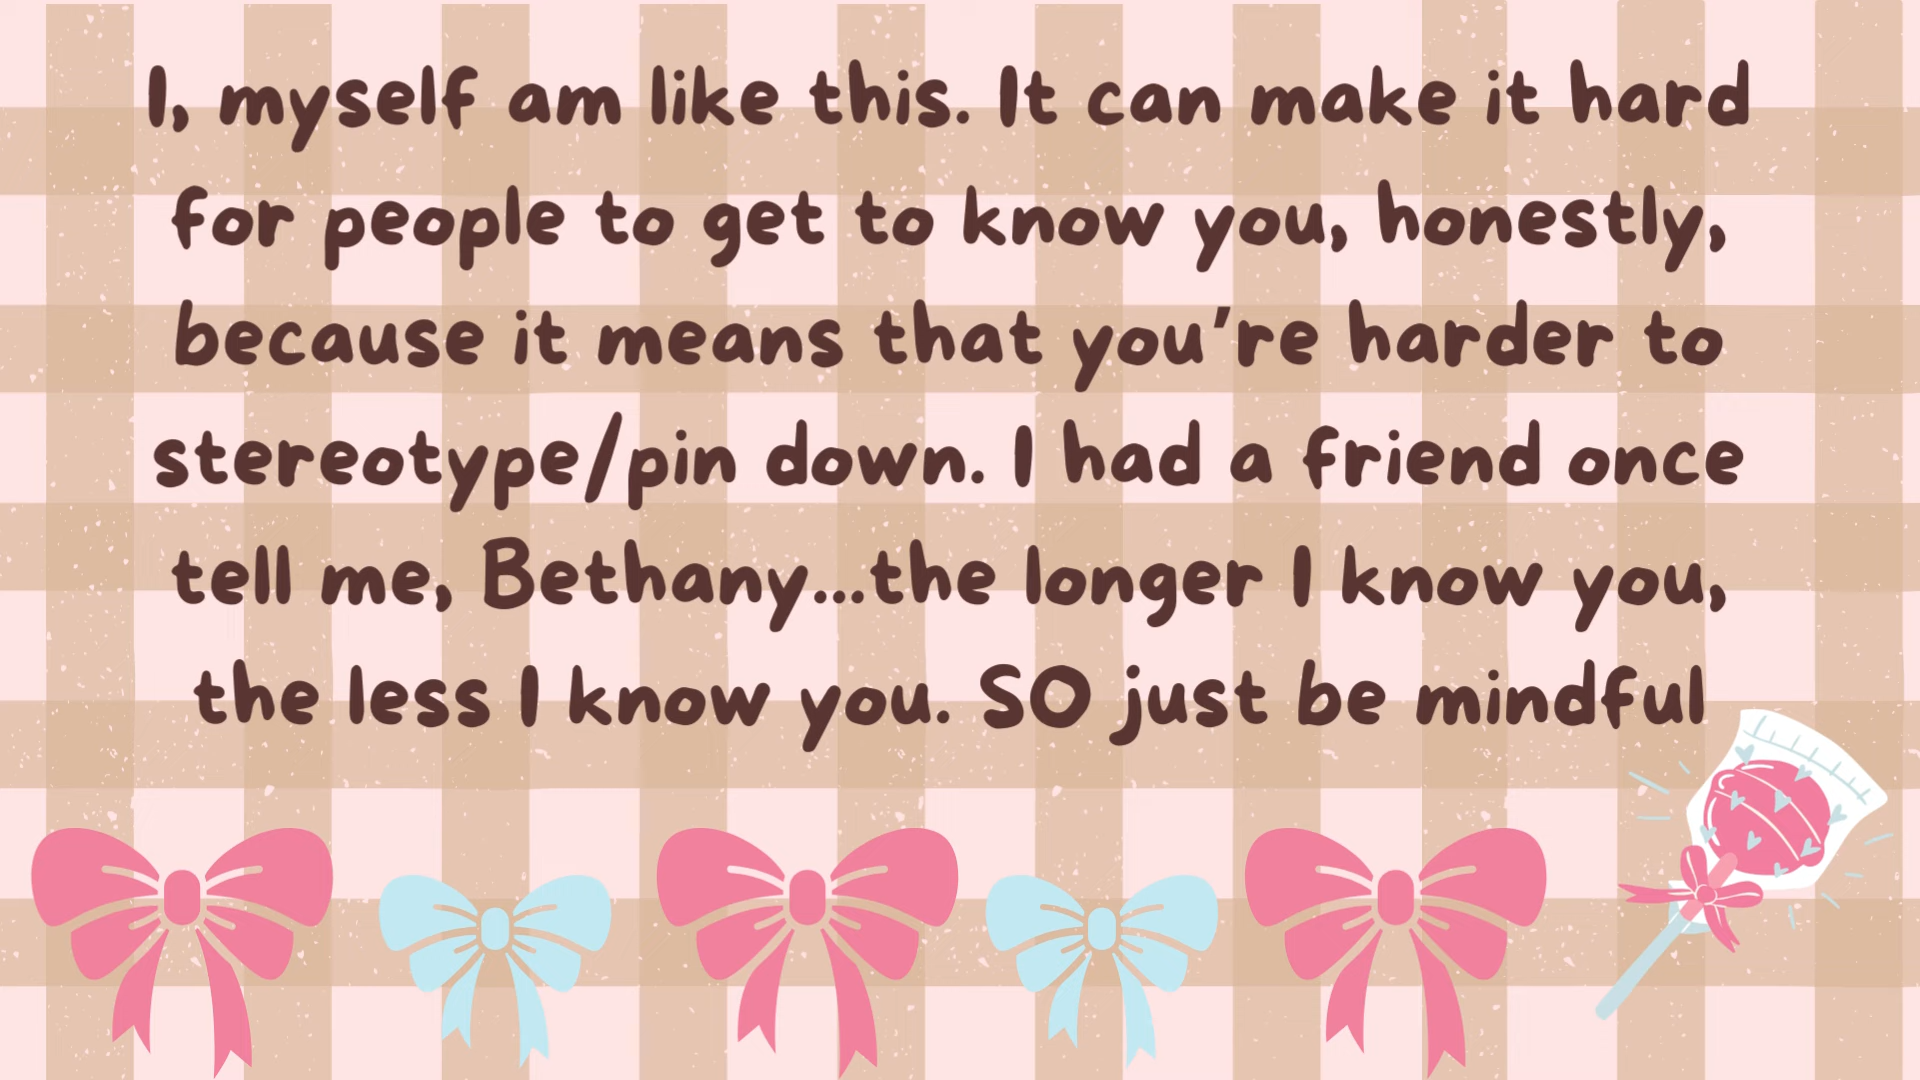 I, myself am like this. It can make it hard
for people to get to know you, honestly,
because it means that you're harder to
stereotype/pin down. I had a friend once
tell me, Bethany...the longer I know you,
the less I know you. SO just be mindful